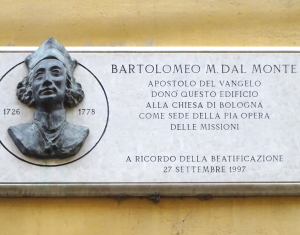 BARTOLOMEO M. DAL MONTE
1726 1778
APOSTOLO DEL VANGELO
DONO QUESTO EDIFICIO
ALLA CHIESA DI BOLOGNA
COME SEDE DELLA PIA OPERA
DELLE MISSIONI
A RICORDO DELLA BEATIFICAZIONE
27 SETTEMBRE 1997